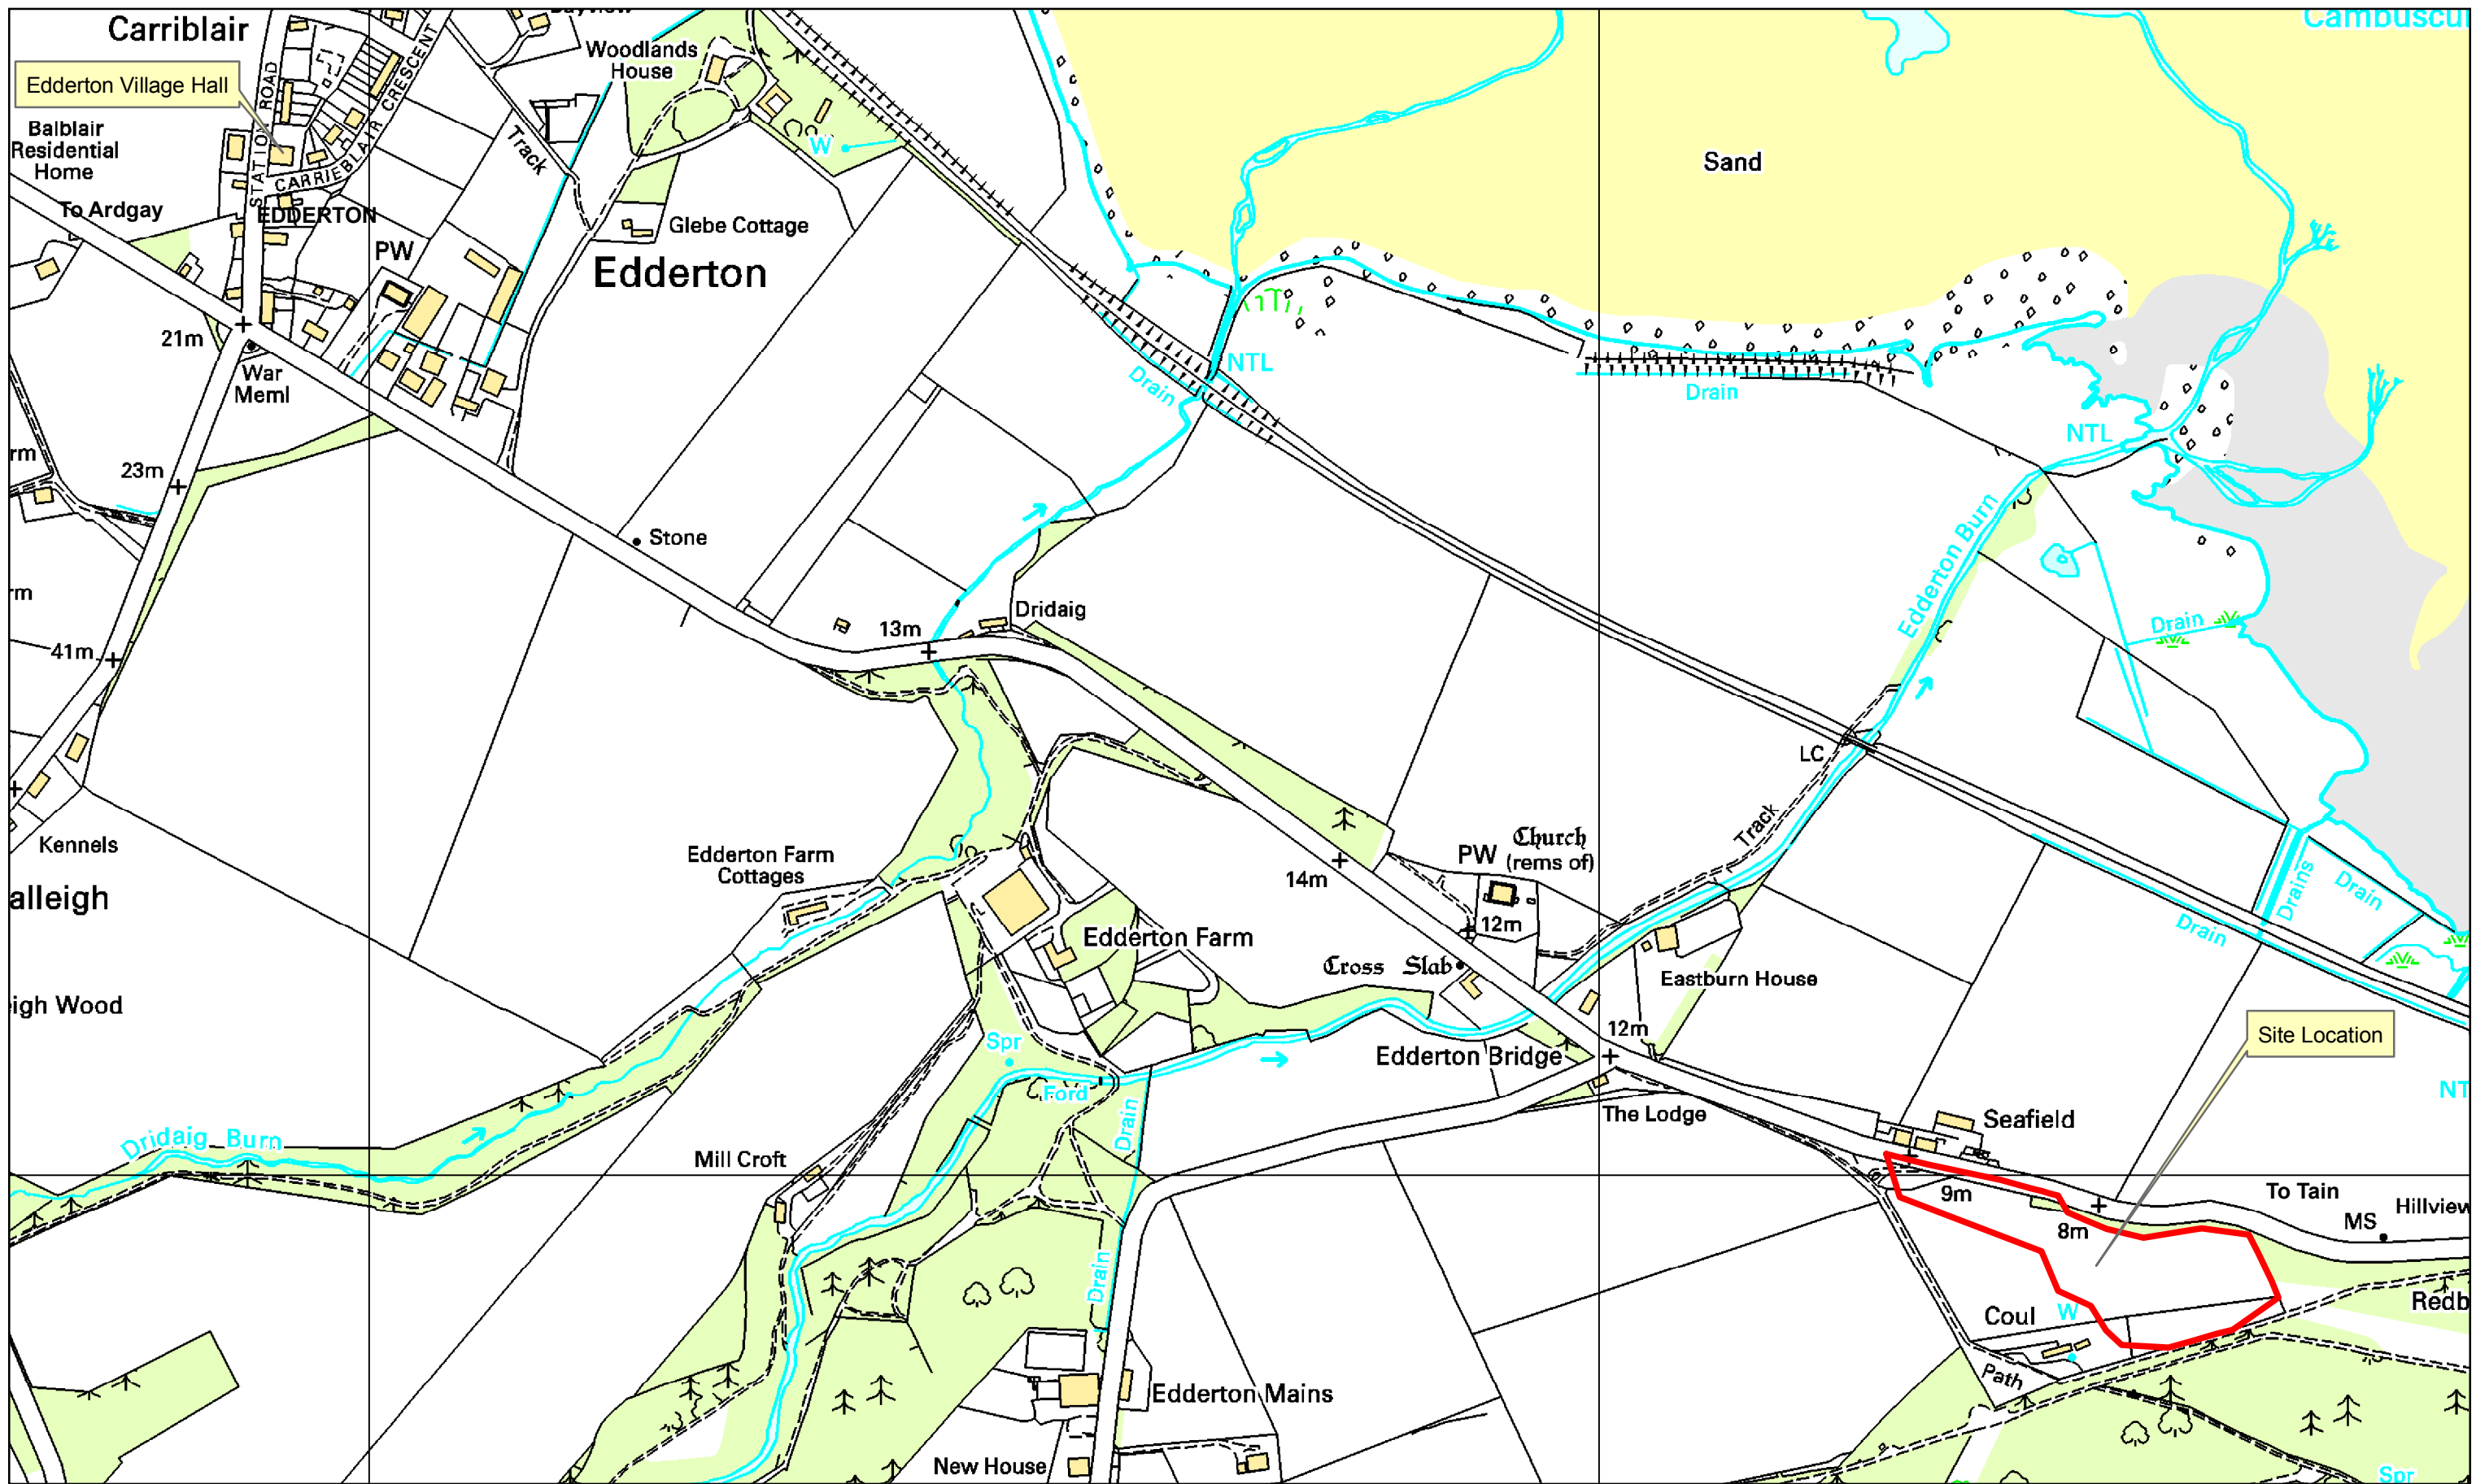 Carriblair
Edderton Village Hall
Balblair
Residential
Home
To Ardgay
STATION ROAD
CARRIEBLAIR CRESCENT
EDDERTON
PW
Woodlands
House
Track
W
Glebe Cottage
Edderton
21m
War
Meml
23m
41m
Stone
Kennels
alleigh
igh Wood
Sand
Drain
NTL
Drain
NTL
Edderton Burn
Drain
13m
Dridaig
LC
Track
Edderton Farm
Cottages
Church
(rems of)
PW
14m
12m
Edderton Farm
Cross Slab
Eastburn House
Drains
Drain
Drain
Site Location
12m
Edderton Bridge
The Lodge
Seafield
Spr
Ford
Drain
Dridaig Burn
Mill Croft
9m
8m
To Tain
MS
Hillview
Drain
Coul
W
Path
Edderton Mains
New House
Spr